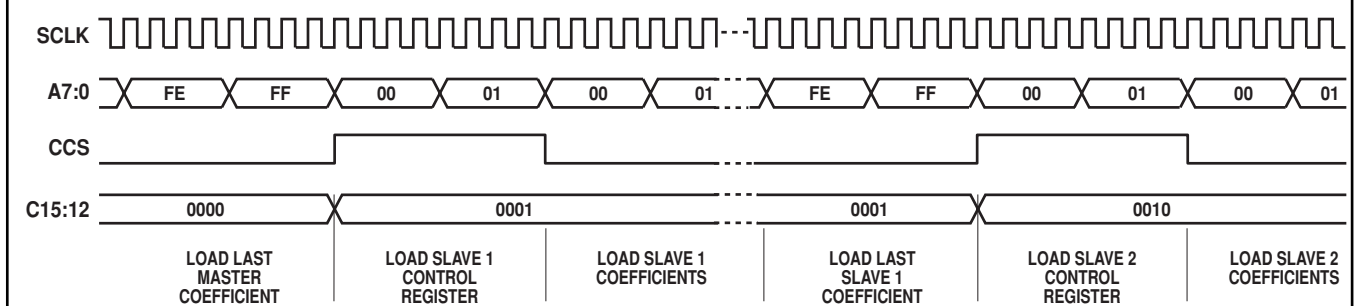 SCLK
A7:0 FE FF 00 01 00 01 FE FF 00 01 00 01
CCS
C15:12 0000 0001 0001 0010
LOAD LAST MASTER COEFFICIENT
LOAD SLAVE 1 CONTROL REGISTER
LOAD SLAVE 1 COEFFICIENTS
LOAD LAST SLAVE 1 COEFFICIENT
LOAD SLAVE 2 CONTROL REGISTER
LOAD SLAVE 2 COEFFICIENTS